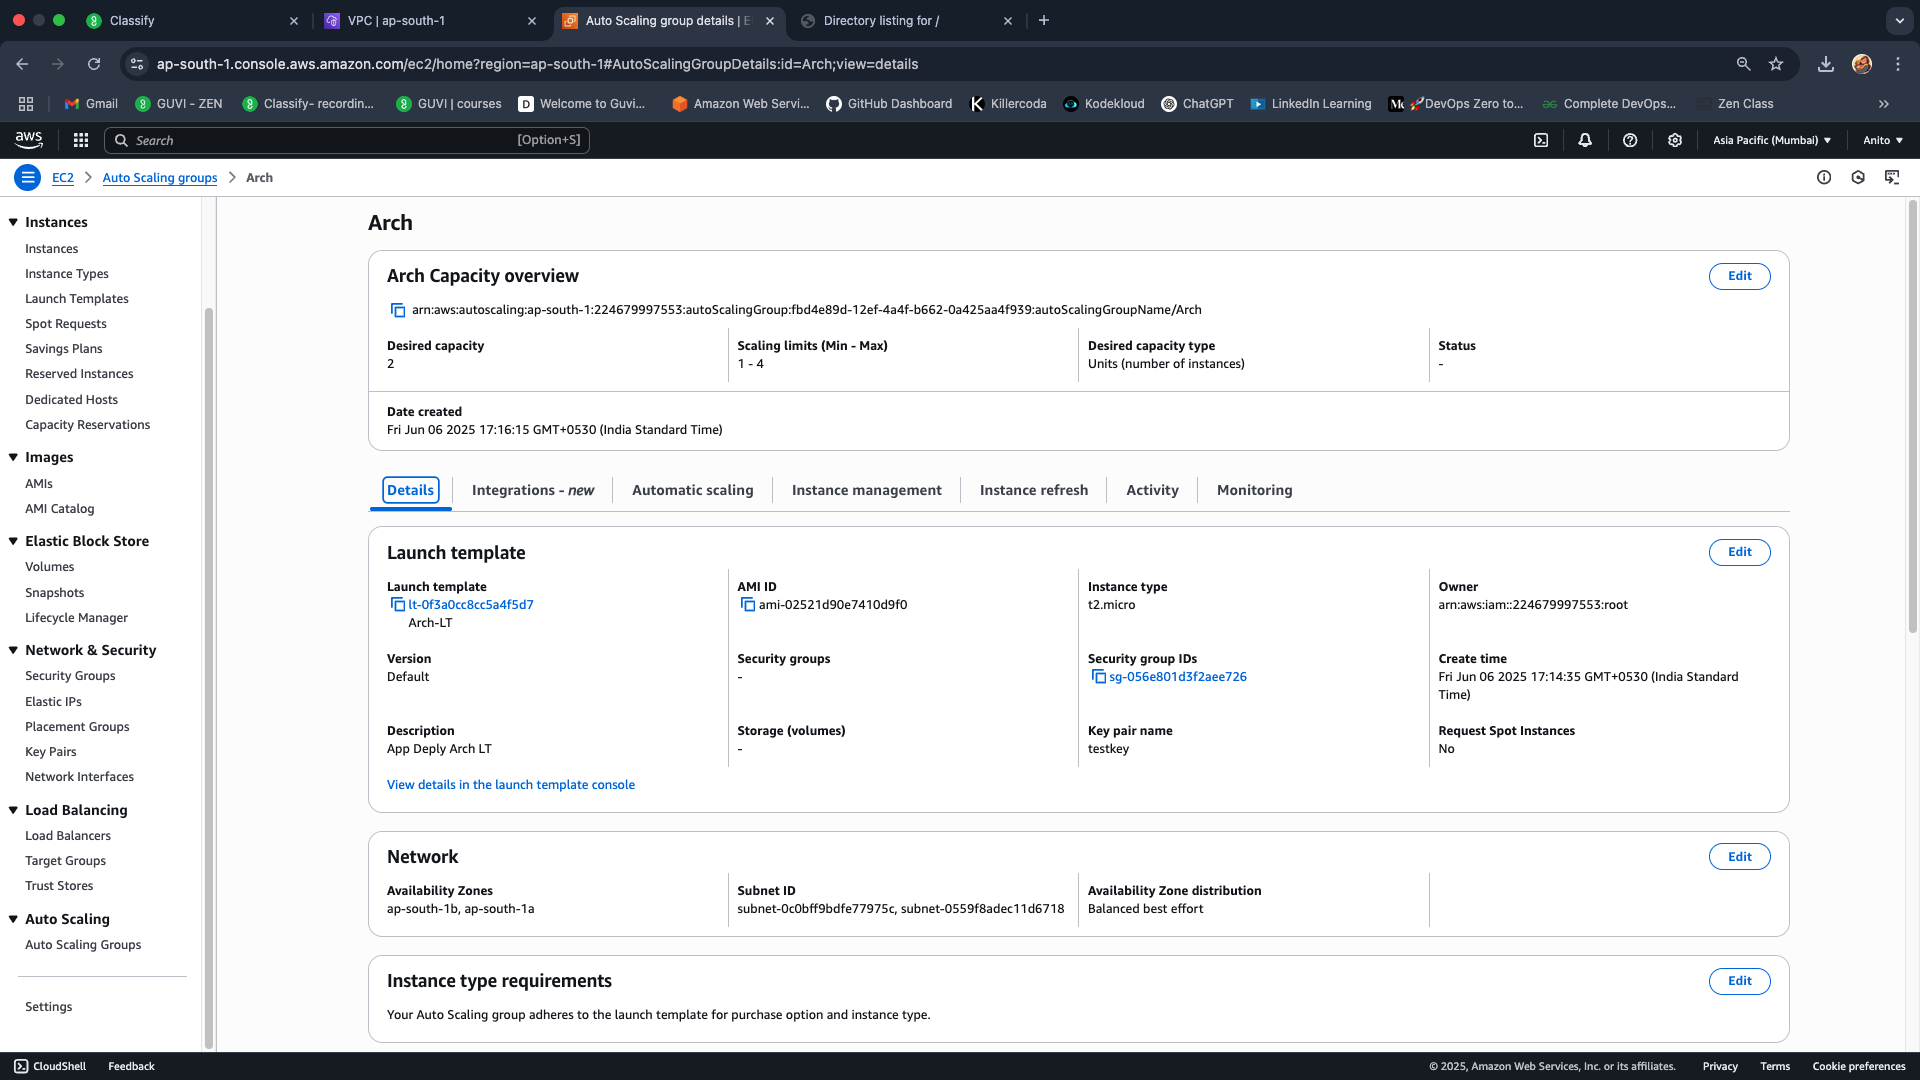 Classify
VPC | ap-south-1
Auto Scaling group details | E
Directory listing for /
ap-south-1.console.aws.amazon.com/ec2/home?region=ap-south-1#AutoScalingGroupDetails:id=Arch;view=details
Gmail
GUVI - ZEN
Classify- recordin...
GUVI | courses
D
Welcome to Guvi...
Amazon Web Servi...
GitHub Dashboard
Killercoda
Kodekloud
ChatGPT
LinkedIn Learning
🚀DevOps Zero to...
Complete DevOps...
Zen Class
aws
Search
[Option+S]
Asia Pacific (Mumbai)
Anito
EC2
Auto Scaling groups
Arch
Instances
Instances
Instance Types
Launch Templates
Spot Requests
Savings Plans
Reserved Instances
Dedicated Hosts
Capacity Reservations
Images
AMIs
AMI Catalog
Elastic Block Store
Volumes
Snapshots
Lifecycle Manager
Network & Security
Security Groups
Elastic IPs
Placement Groups
Key Pairs
Network Interfaces
Load Balancing
Load Balancers
Target Groups
Trust Stores
Auto Scaling
Auto Scaling Groups
Settings
Arch
Arch Capacity overview
Edit
arn:aws:autoscaling:ap-south-1:224679997553:autoScalingGroup:fbd4e89d-12ef-4a4f-b662-0a425aa4f939:autoScalingGroupName/Arch
Desired capacity
2
Scaling limits (Min - Max)
1 - 4
Desired capacity type
Units (number of instances)
Status
-
Date created
Fri Jun 06 2025 17:16:15 GMT+0530 (India Standard Time)
Details
Integrations - new
Automatic scaling
Instance management
Instance refresh
Activity
Monitoring
Launch template
Edit
Launch template
lt-0f3a0cc8cc5a4f5d7
Arch-LT
AMI ID
ami-02521d90e7410d9f0
Instance type
t2.micro
Owner
arn:aws:iam::224679997553:root
Version
Default
Security groups
-
Security group IDs
sg-056e801d3f2aee726
Create time
Fri Jun 06 2025 17:14:35 GMT+0530 (India Standard
Time)
Description
App Deply Arch LT
Storage (volumes)
-
Key pair name
testkey
Request Spot Instances
No
View details in the launch template console
Network
Edit
Availability Zones
ap-south-1b, ap-south-1a
Subnet ID
subnet-0c0bff9bdfe77975c, subnet-0559f8adec11d6718
Availability Zone distribution
Balanced best effort
Instance type requirements
Edit
Your Auto Scaling group adheres to the launch template for purchase option and instance type.
CloudShell
Feedback
© 2025, Amazon Web Services, Inc. or its affiliates.
Privacy
Terms
Cookie preferences